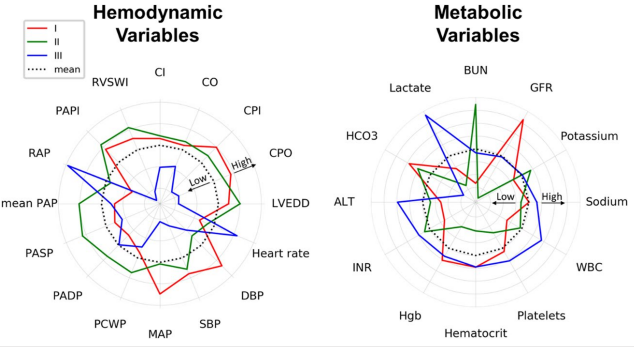 Hemodynamic
Variables
Metabolic
Variables
I
II
III
mean
CI
CO
CPI
CPO
LVEDD
Heart rate
DBP
SBP
MAP
PCWP
PADP
PASP
mean PAP
RAP
PAPI
RVSWI
Low
High
BUN
GFR
Potassium
Sodium
WBC
Platelets
Hematocrit
Hgb
INR
ALT
HCO3
Lactate
Low
High